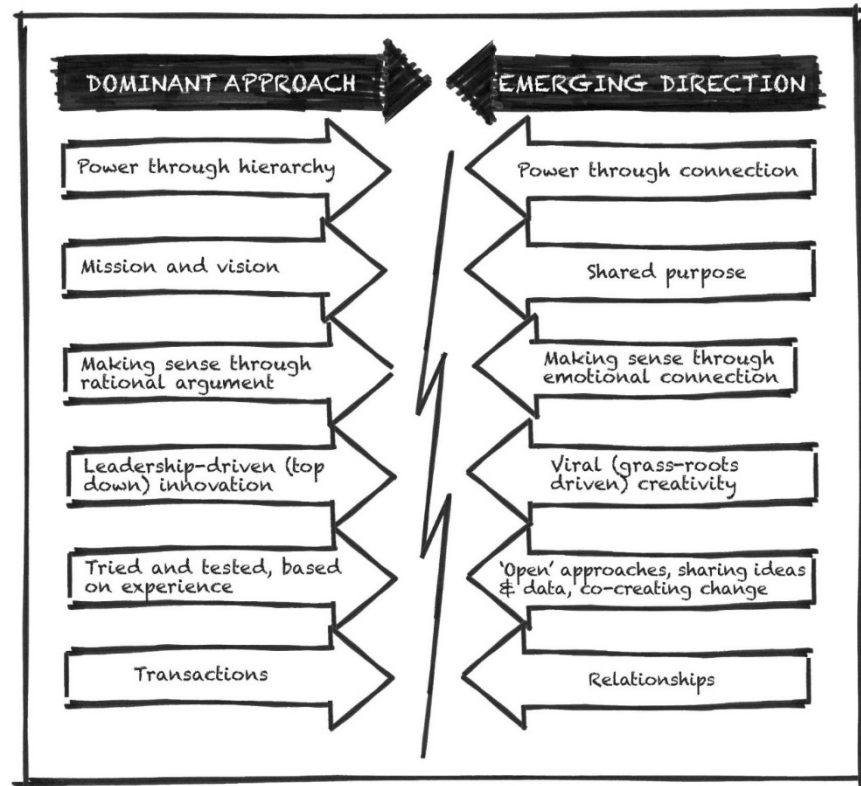 DOMINANT APPROACH
EMERGING DIRECTION
Power through hierarchy
Power through connection
Mission and vision
Shared purpose
Making sense through
rational argument
Making sense through
emotional connection
Leadership-driven (top
down) innovation
Viral (grass-roots
driven) creativity
Tried and tested, based
on experience
'Open' approaches, sharing ideas
& data, co-creating change
Transactions
Relationships